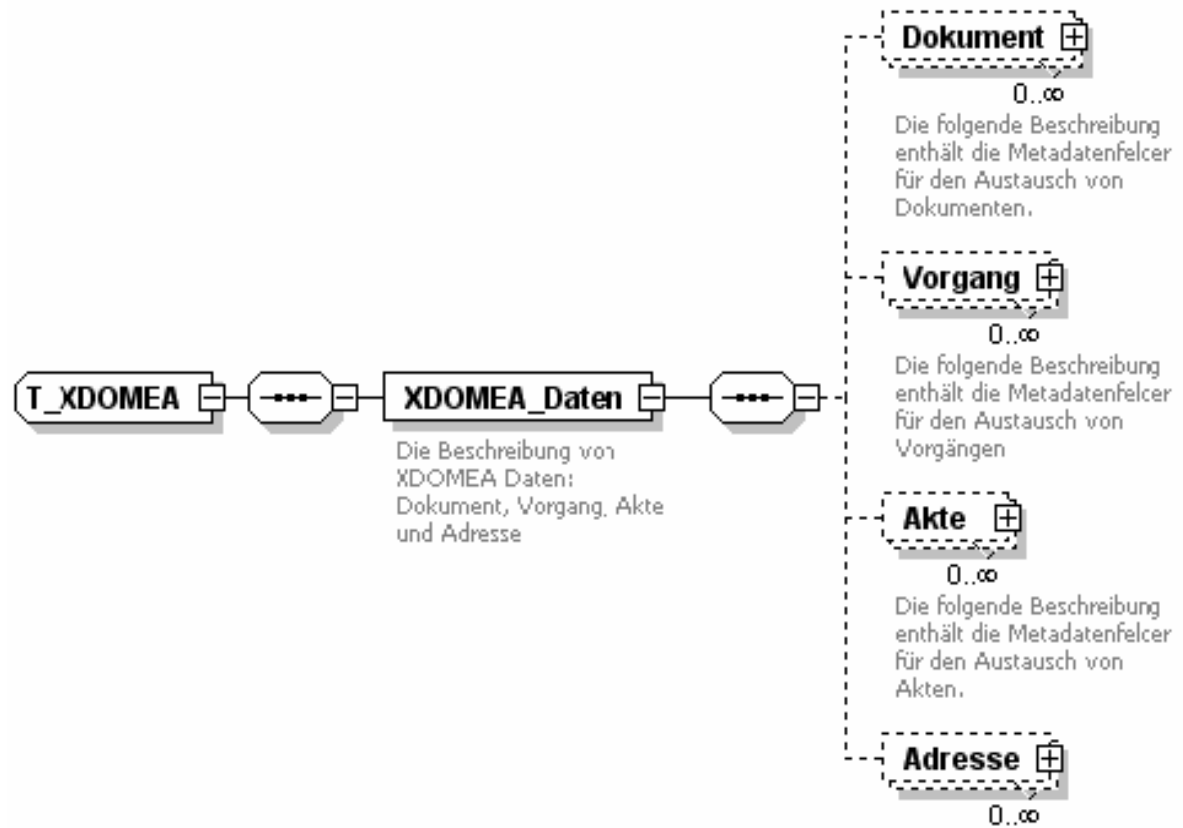 Dokument
0..∞
Die folgende Beschreibung
enthält die Metadatenfelcer
für den Austausch von
Dokumenten.
Vorgang
0..∞
Die folgende Beschreibung
enthält die Metadatenfelcer
für den Austausch von
Vorgängen
T_XDOMEA
XDOMEA_Daten
Die Beschreibung von
XDOMEA Daten:
Dokument, Vorgang, Akte
und Adresse
Akte
0..∞
Die folgende Beschreibung
enthält die Metadatenfelcer
für den Austausch von
Akten.
Adresse
0..∞